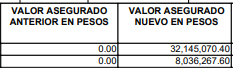 VALOR ASEGURADO VALOR ASEGURADO
ANTERIOR EN PESOS NUEVO EN PESOS
0.00 32,145,070.40
0.00 8,036,267.60